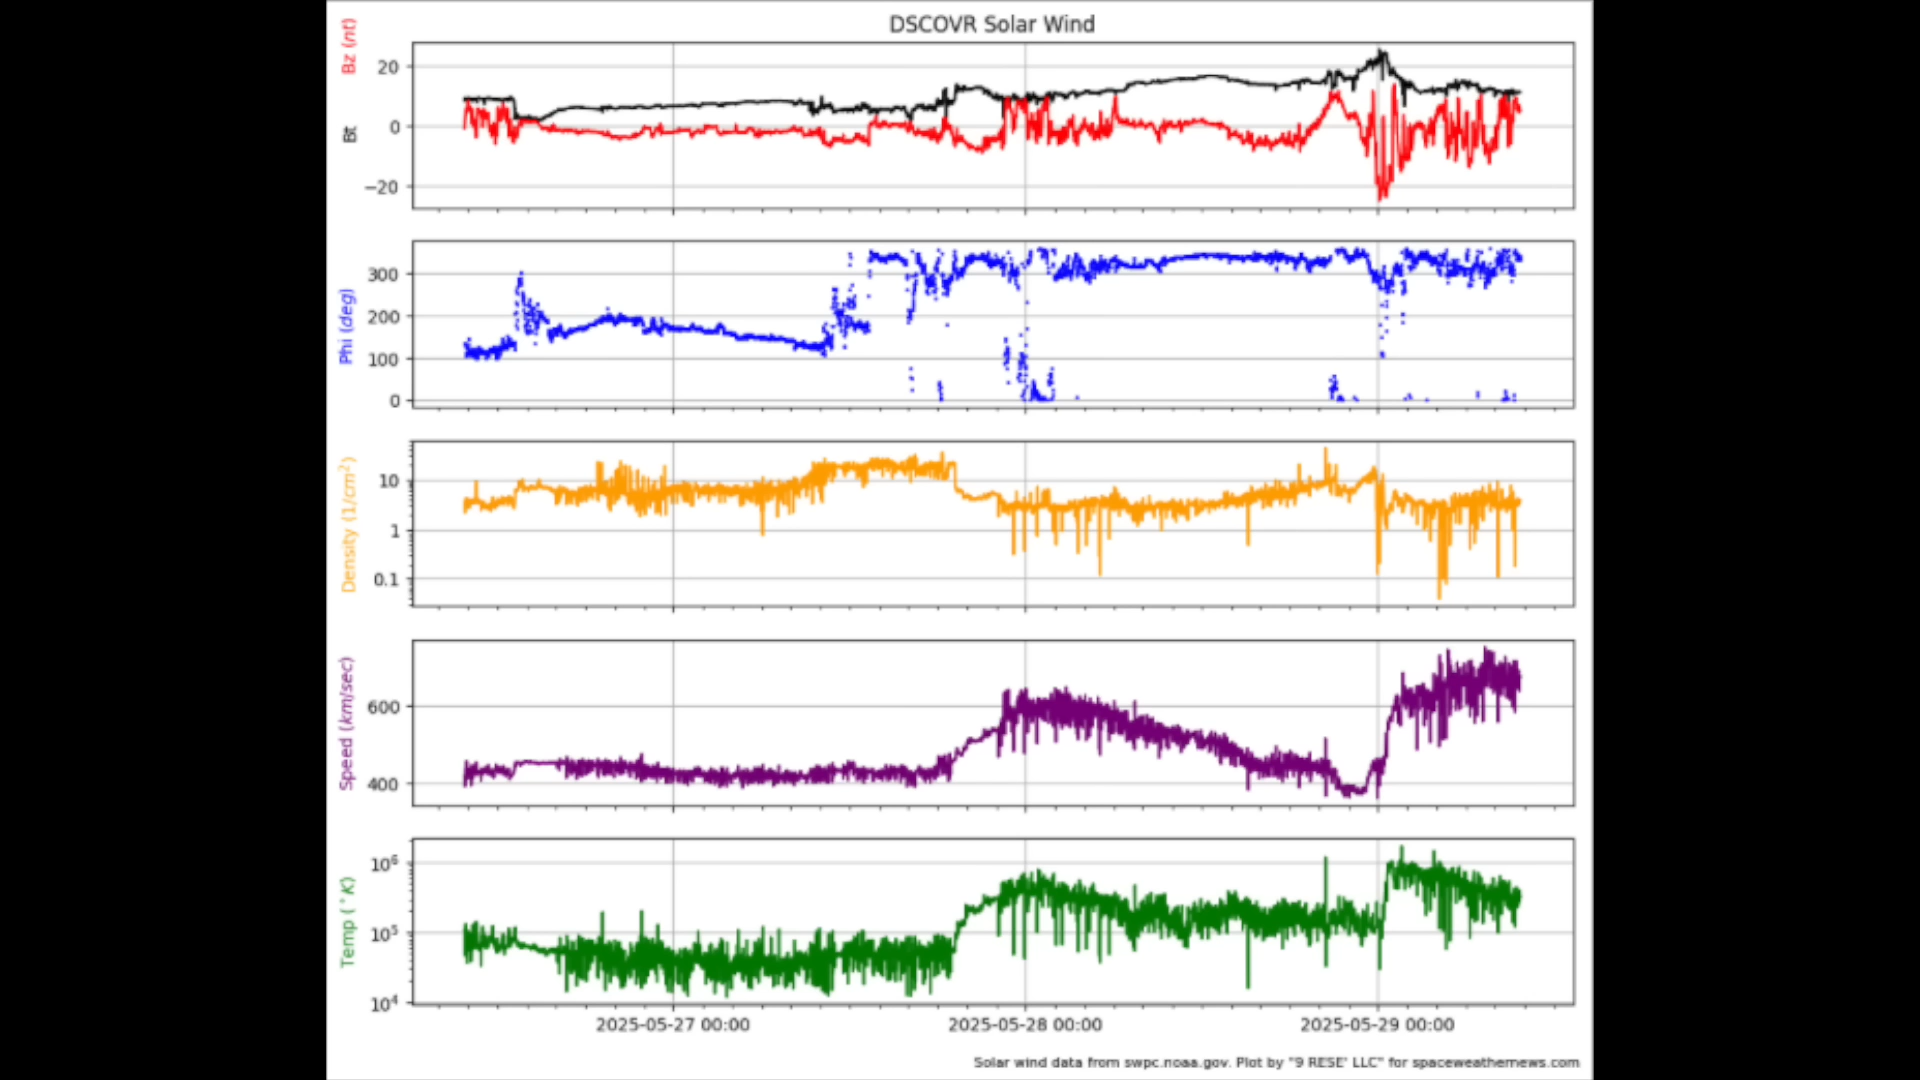 DSCOVR Solar Wind
Bz (nt)
Bt
20
0
−20
Phi (deg)
300
200
100
0
Density (1/cm²)
10
1
0.1
Speed (km/sec)
600
400
Temp (°K)
10⁶
10⁵
10⁴
2025-05-27 00:00
2025-05-28 00:00
2025-05-29 00:00
Solar wind data from swpc.noaa.gov. Plot by "9 RESE' LLC" for spaceweathernews.com